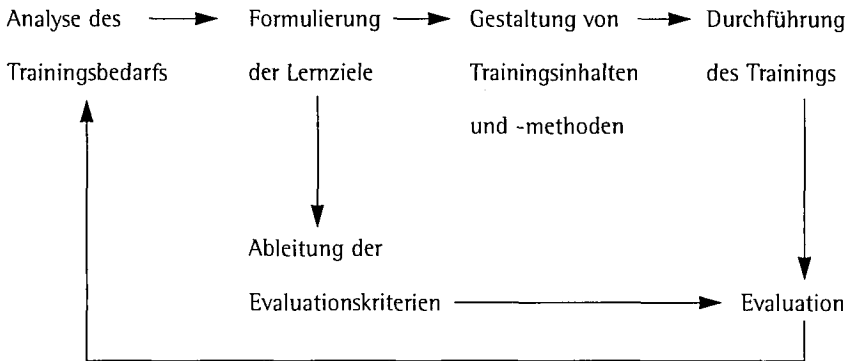 Analyse des
Trainingsbedarfs
Formulierung
der Lernziele
Gestaltung von
Trainingsinhalten
und -methoden
Durchführung
des Trainings
Ableitung der
Evaluationskriterien
Evaluation